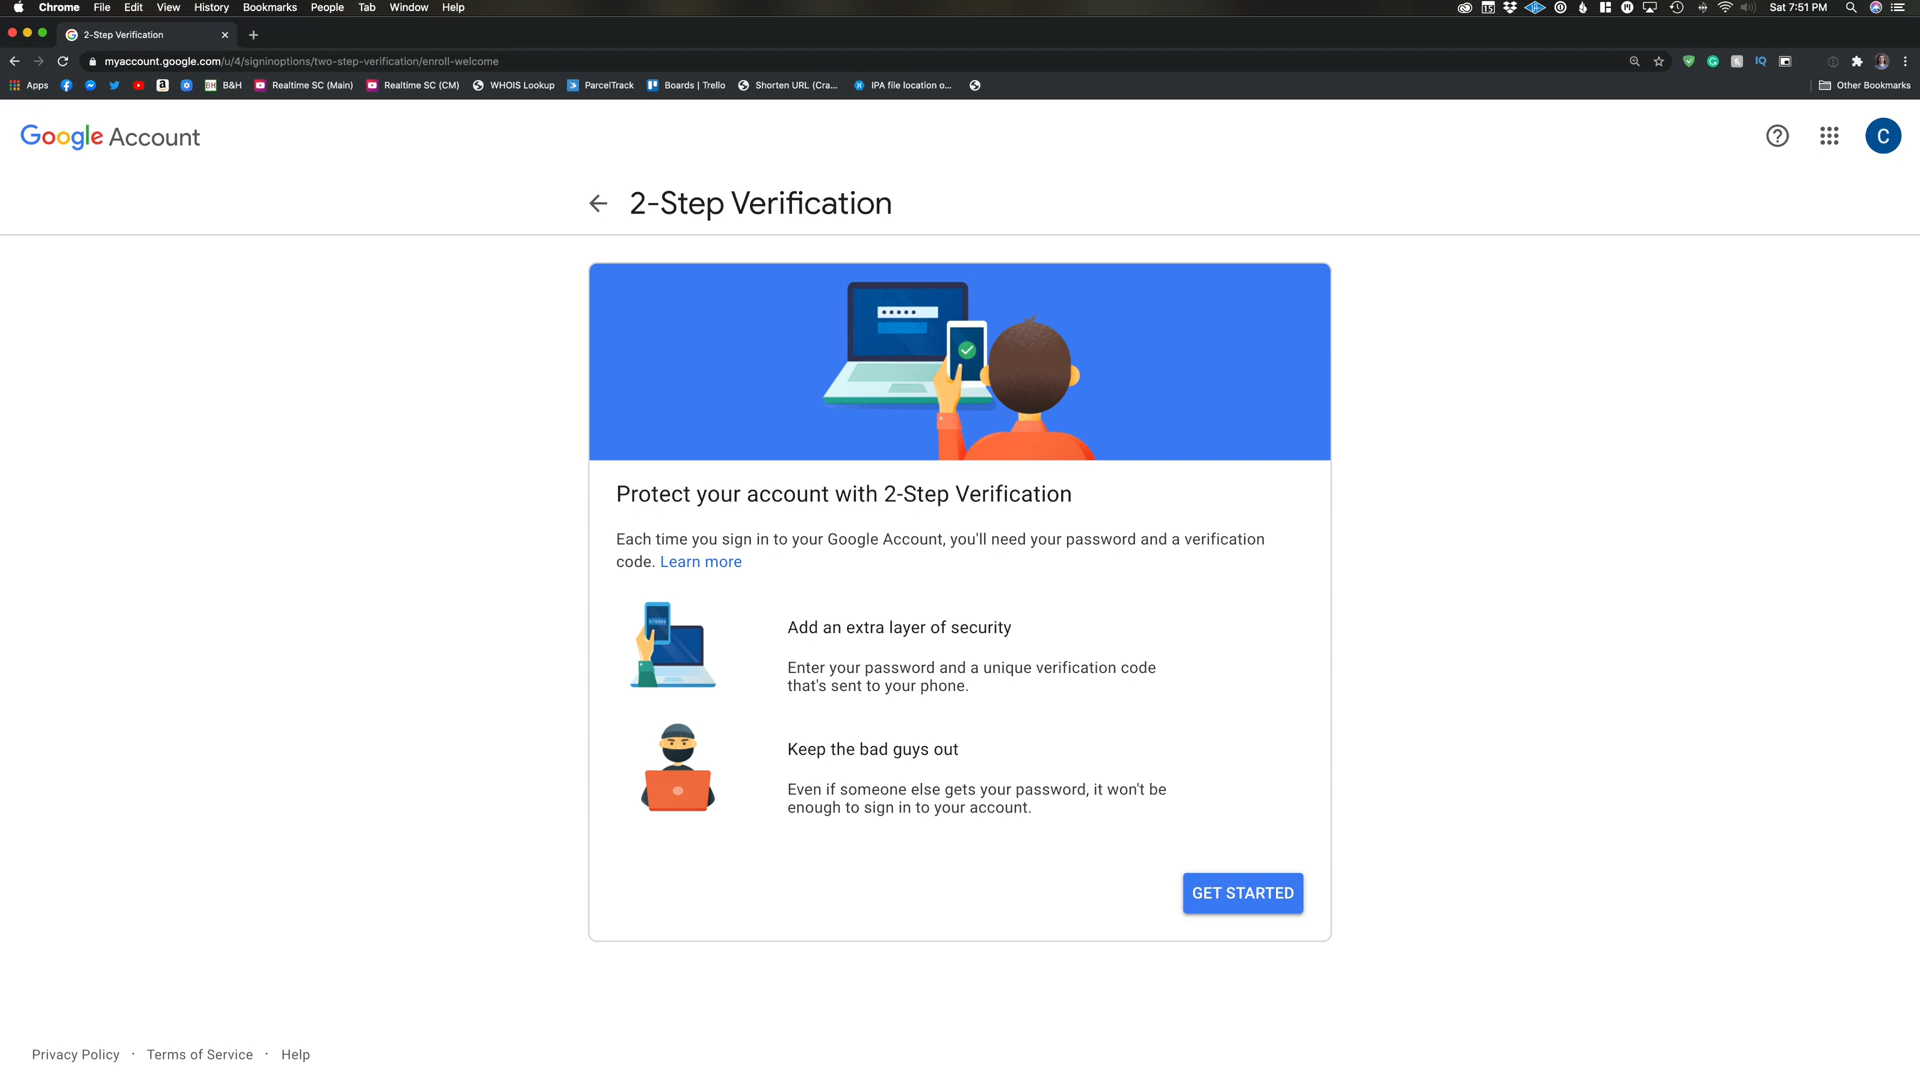 Chrome File Edit View History Bookmarks People Tab Window Help
Sat 7:51 PM
2-Step Verification
myaccount.google.com/u/4/signinoptions/two-step-verification/enroll-welcome
Apps B&H Realtime SC (Main) Realtime SC (CM) WHOIS Lookup ParcelTrack Boards | Trello Shorten URL (Cra... IPA file location o... Other Bookmarks
Google Account
C
2-Step Verification
Protect your account with 2-Step Verification
Each time you sign in to your Google Account, you'll need your password and a verification
code. Learn more
Add an extra layer of security
Enter your password and a unique verification code
that's sent to your phone.
Keep the bad guys out
Even if someone else gets your password, it won't be
enough to sign in to your account.
GET STARTED
Privacy Policy · Terms of Service · Help